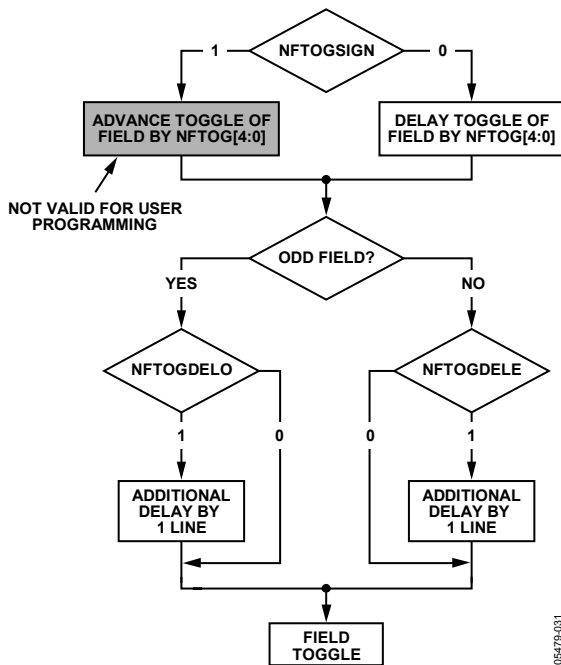 NFTOGSIGN
1
0
ADVANCE TOGGLE OF
FIELD BY NFTOG[4:0]
DELAY TOGGLE OF
FIELD BY NFTOG[4:0]
NOT VALID FOR USER
PROGRAMMING
ODD FIELD?
YES
NO
NFTOGDELO
NFTOGDELE
1
0
0
1
ADDITIONAL
DELAY BY
1 LINE
ADDITIONAL
DELAY BY
1 LINE
FIELD
TOGGLE
05479-031